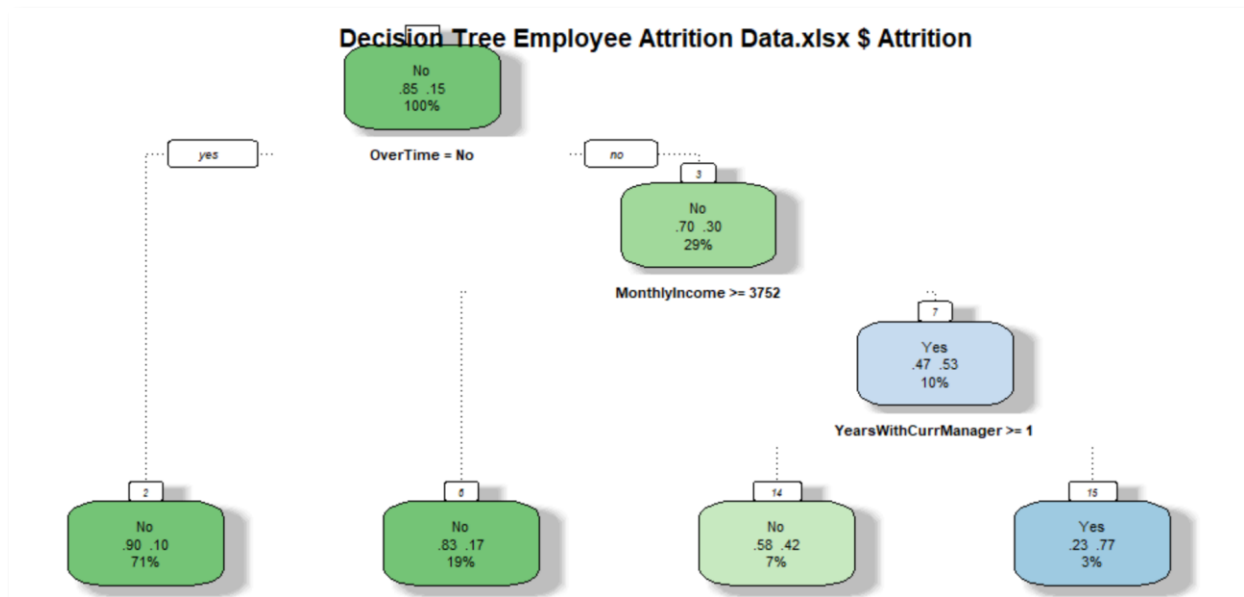 Decision Tree Employee Attrition Data.xlsx $ Attrition
No
.85 .15
100%
yes
OverTime = No
no
3
No
.70 .30
29%
MonthlyIncome >= 3752
7
Yes
.47 .53
10%
YearsWithCurrManager >= 1
2
No
.90 .10
71%
6
No
.83 .17
19%
14
No
.58 .42
7%
15
Yes
.23 .77
3%